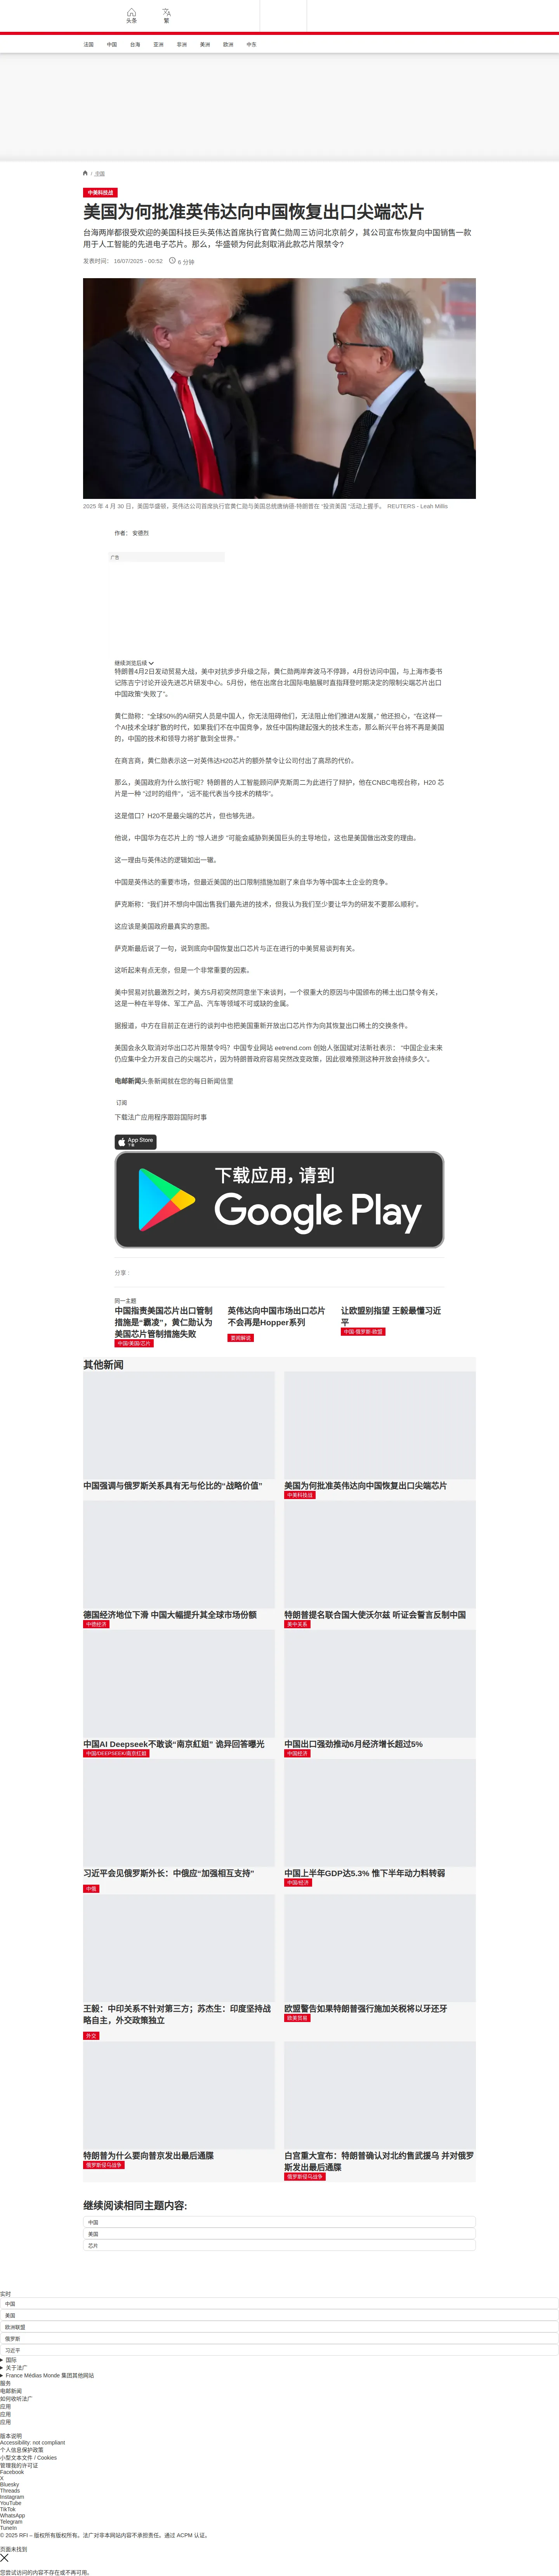 头条
繁
法国
中国
台海
亚洲
非洲
美洲
欧洲
中东
/ 中国
中美科技战
美国为何批准英伟达向中国恢复出口尖端芯片
台海两岸都很受欢迎的美国科技巨头英伟达首席执行官黄仁勋周三访问北京前夕，其公司宣布恢复向中国销售一款
用于人工智能的先进电子芯片。那么，华盛顿为何此刻取消此款芯片限禁令?
发表时间： 16/07/2025 - 00:52
6 分钟
2025 年 4 月 30 日，美国华盛顿，英伟达公司首席执行官黄仁勋与美国总统唐纳德·特朗普在 “投资美国 ”活动上握手。 REUTERS - Leah Millis
作者： 安德烈
广告
继续浏览后续
特朗普4月2日发动贸易大战，美中对抗步步升级之际，黄仁勋两岸奔波马不停蹄，4月份访问中国，与上海市委书
记陈吉宁讨论开设先进芯片研发中心。5月份，他在出席台北国际电脑展时直指拜登时期决定的限制尖端芯片出口
中国政策“失败了”。
黄仁勋称：“全球50%的AI研究人员是中国人，你无法阻碍他们，无法阻止他们推进AI发展，” 他还担心，“在这样一
个AI技术全球扩散的时代，如果我们不在中国竞争，放任中国构建起强大的技术生态，那么新兴平台将不再是美国
的，中国的技术和领导力将扩散到全世界。”
在商言商，黄仁勋表示这一对英伟达H20芯片的额外禁令让公司付出了高昂的代价。
那么，美国政府为什么放行呢？特朗普的人工智能顾问萨克斯周二为此进行了辩护，他在CNBC电视台称，H20 芯
片是一种 “过时的组件”，“远不能代表当今技术的精华”。
这是借口？H20不是最尖端的芯片，但也够先进。
他说，中国华为在芯片上的 “惊人进步 ”可能会威胁到美国巨头的主导地位，这也是美国做出改变的理由。
这一理由与英伟达的逻辑如出一辙。
中国是英伟达的重要市场，但最近美国的出口限制措施加剧了来自华为等中国本土企业的竞争。
萨克斯称：“我们并不想向中国出售我们最先进的技术，但我认为我们至少要让华为的研发不要那么顺利”。
这应该是美国政府最真实的意图。
萨克斯最后说了一句，说到底向中国恢复出口芯片与正在进行的中美贸易谈判有关。
这听起来有点无奈，但是一个非常重要的因素。
美中贸易对抗最激烈之时，美方5月初突然同意坐下来谈判，一个很重大的原因与中国颁布的稀土出口禁令有关，
这是一种在半导体、军工产品、汽车等领域不可或缺的金属。
据报道，中方在目前正在进行的谈判中也把美国重新开放出口芯片作为向其恢复出口稀土的交换条件。
美国会永久取消对华出口芯片限禁令吗？中国专业网站 eetrend.com 创始人张国斌对法新社表示： “中国企业未来
仍应集中全力开发自己的尖端芯片，因为特朗普政府容易突然改变政策，因此很难预测这种开放会持续多久”。
电邮新闻头条新闻就在您的每日新闻信里
订阅
下载法广应用程序跟踪国际时事
App Store
下载
下载应用，请到
Google Play
分享 :
同一主题
中国指责美国芯片出口管制
措施是“霸凌”，黄仁勋认为
美国芯片管制措施失败
中国/美国/芯片
英伟达向中国市场出口芯片
不会再是Hopper系列
要闻解说
让欧盟别指望 王毅最懂习近
平
中国·俄罗斯·欧盟
其他新闻
中国强调与俄罗斯关系具有无与伦比的“战略价值”
美国为何批准英伟达向中国恢复出口尖端芯片
中美科技战
德国经济地位下滑 中国大幅提升其全球市场份额
中德经济
特朗普提名联合国大使沃尔兹 听证会誓言反制中国
美中关系
中国AI Deepseek不敢谈“南京紅姐” 诡异回答曝光
中国/DEEPSEEK/南京红姐
中国出口强劲推动6月经济增长超过5%
中国经济
习近平会见俄罗斯外长：中俄应“加强相互支持”
中俄
中国上半年GDP达5.3% 惟下半年动力料转弱
中国/经济
王毅：中印关系不针对第三方；苏杰生：印度坚持战
略自主，外交政策独立
外交
欧盟警告如果特朗普强行施加关税将以牙还牙
欧美贸易
特朗普为什么要向普京发出最后通牒
俄罗斯侵乌战争
白宫重大宣布：特朗普确认对北约售武援乌 并对俄罗
斯发出最后通牒
俄罗斯侵乌战争
继续阅读相同主题内容:
中国
美国
芯片
实时
中国
美国
欧洲联盟
俄罗斯
习近平
国际
关于法广
France Médias Monde 集团其他网站
服务
电邮新闻
如何收听法广
应用
应用
应用
版本说明
Accessibility: not compliant
个人信息保护政策
小型文本文件 / Cookies
管理我的许可证
Facebook
X
Bluesky
Threads
Instagram
YouTube
TikTok
WhatsApp
Telegram
TuneIn
© 2025 RFI – 版权所有版权所有。法广对非本网站内容不承担责任。通过 ACPM 认证。
页面未找到
您尝试访问的内容不存在或不再可用。